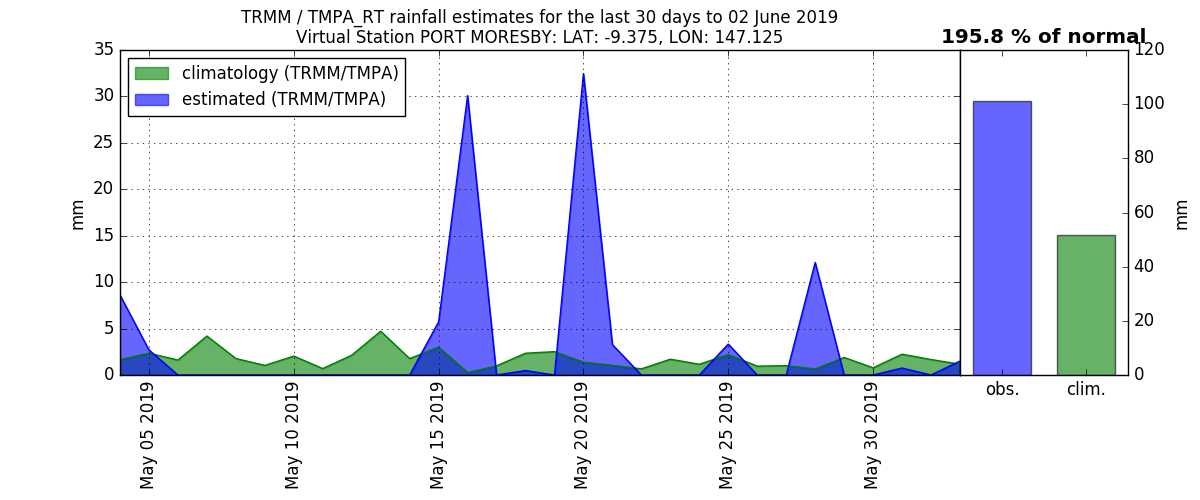 TRMM / TMPA_RT rainfall estimates for the last 30 days to 02 June 2019
Virtual Station PORT MORESBY: LAT: -9.375, LON: 147.125
195.8 % of normal
climatology (TRMM/TMPA)
estimated (TRMM/TMPA)
mm
35
30
25
20
15
10
5
0
May 05 2019
May 10 2019
May 15 2019
May 20 2019
May 25 2019
May 30 2019
120
100
80
60
40
20
0
mm
obs.
clim.